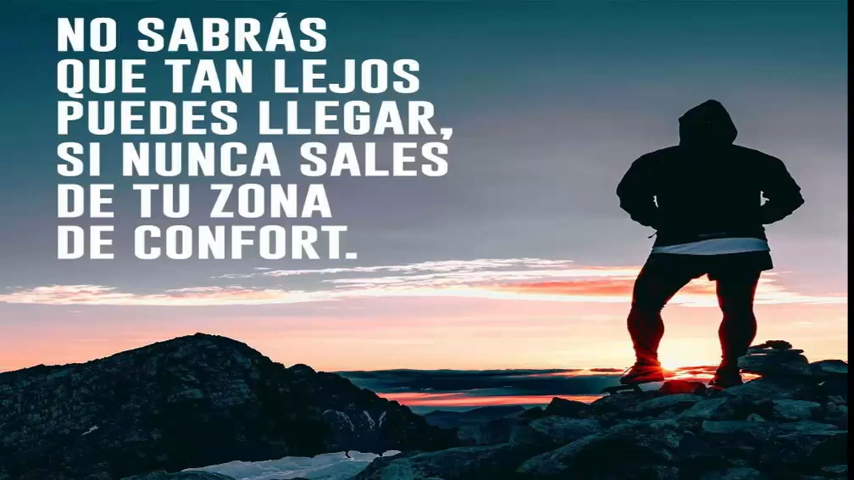 NO SABRÁS
QUE TAN LEJOS
PUEDES LLEGAR,
SI NUNCA SALES
DE TU ZONA
DE CONFORT.